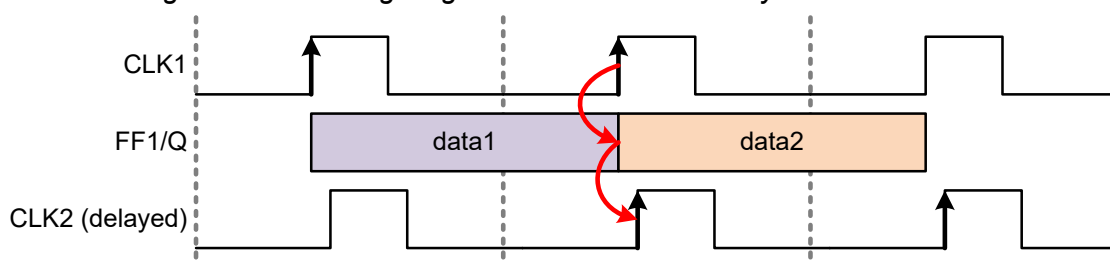 CLK1
FF1/Q
data1
data2
CLK2 (delayed)